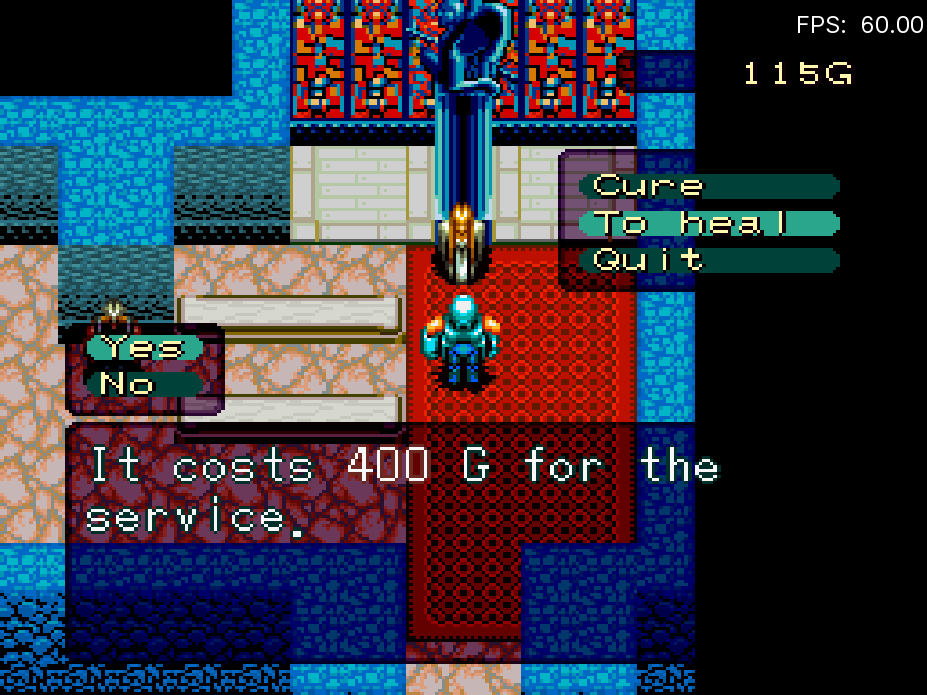 FPS: 60.00
115G
Cure
To heal
Quit
Yes
No
It costs 400 G for the
service.